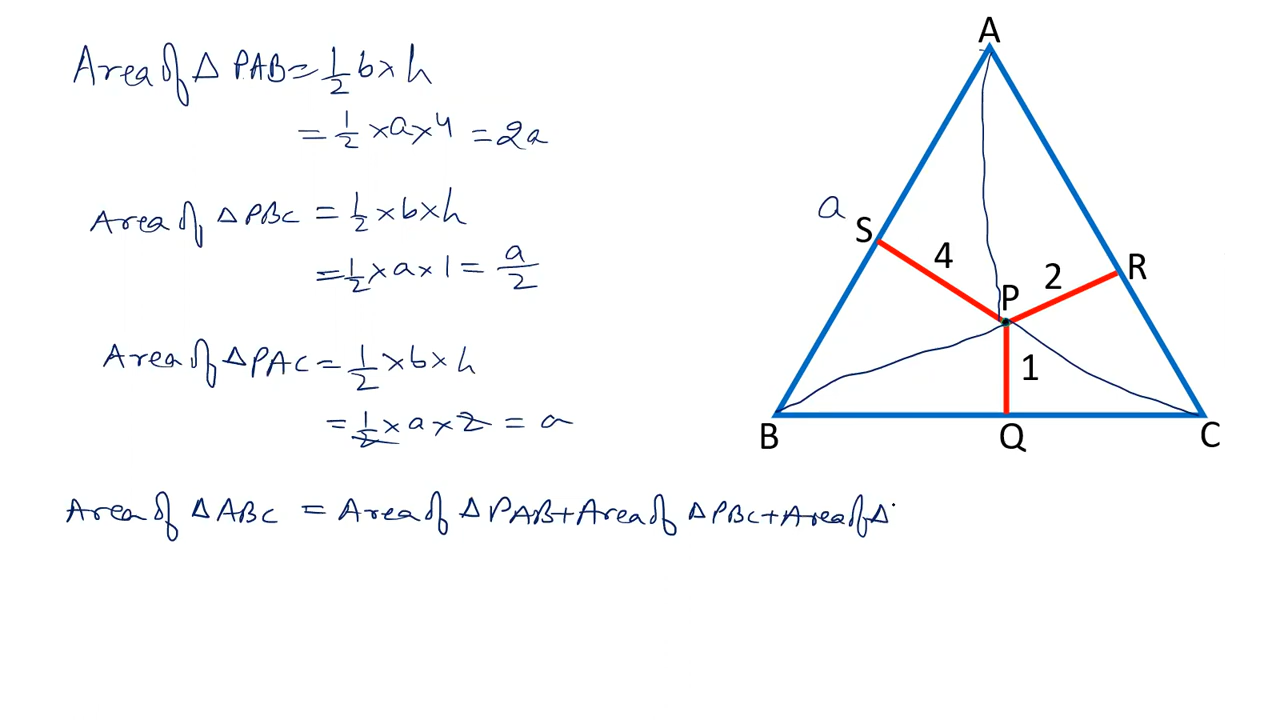 Area of Δ PAB = 1/2 b × h
= 1/2 × a × 4 = 2a
Area of Δ PBC = 1/2 × b × h
= 1/2 × a × 1 = a/2
Area of Δ PAC = 1/2 × b × h
= 1/2 × a × 2 = a
Area of Δ ABC = Area of Δ PAB + Area of Δ PBC + Area of Δ
A
a
S
4
2
R
P
1
B
Q
C